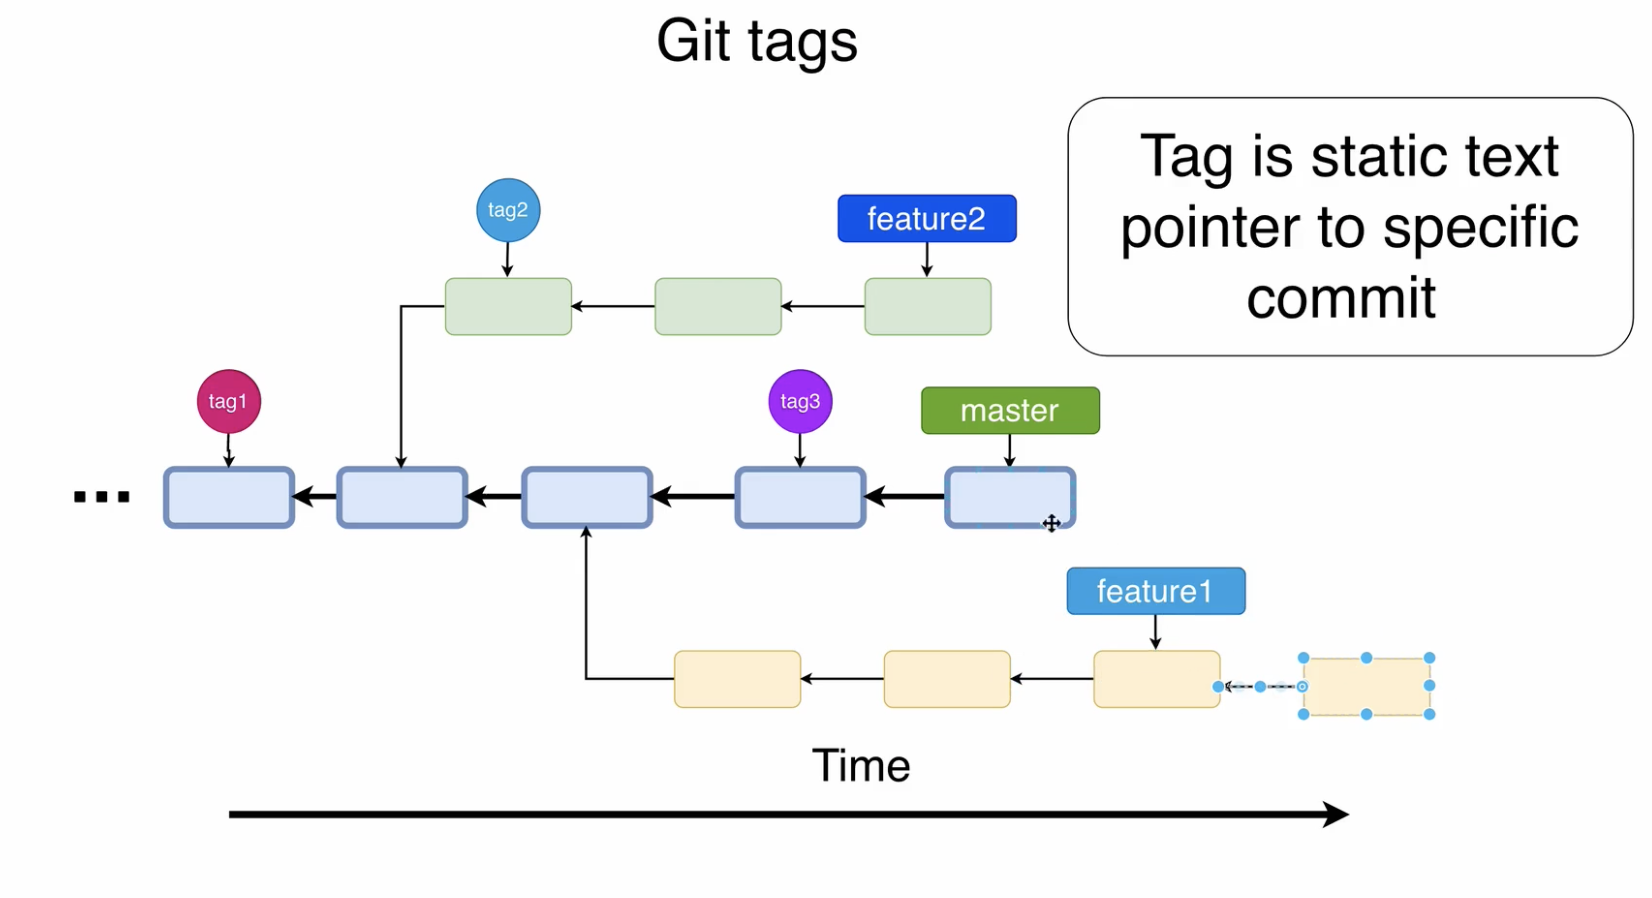 Git tags
Tag is static text
pointer to specific
commit
tag2
feature2
tag1
tag3
master
...
feature1
Time